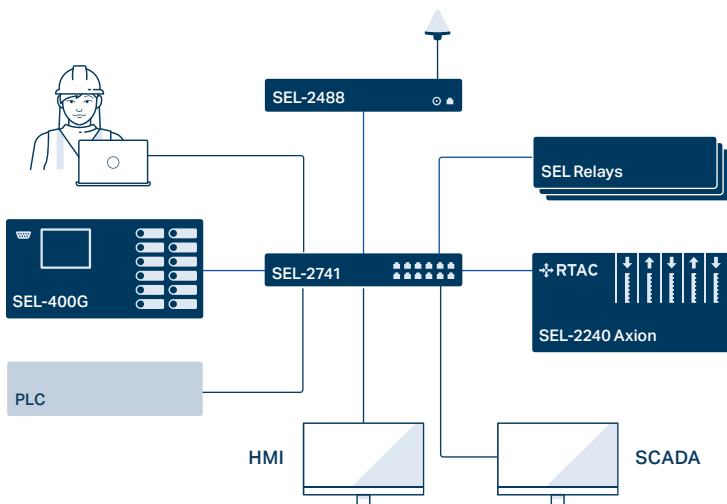 SEL-2488
SEL Relays
SEL-2741
SEL-400G
RTAC
SEL-2240 Axion
PLC
HMI
SCADA